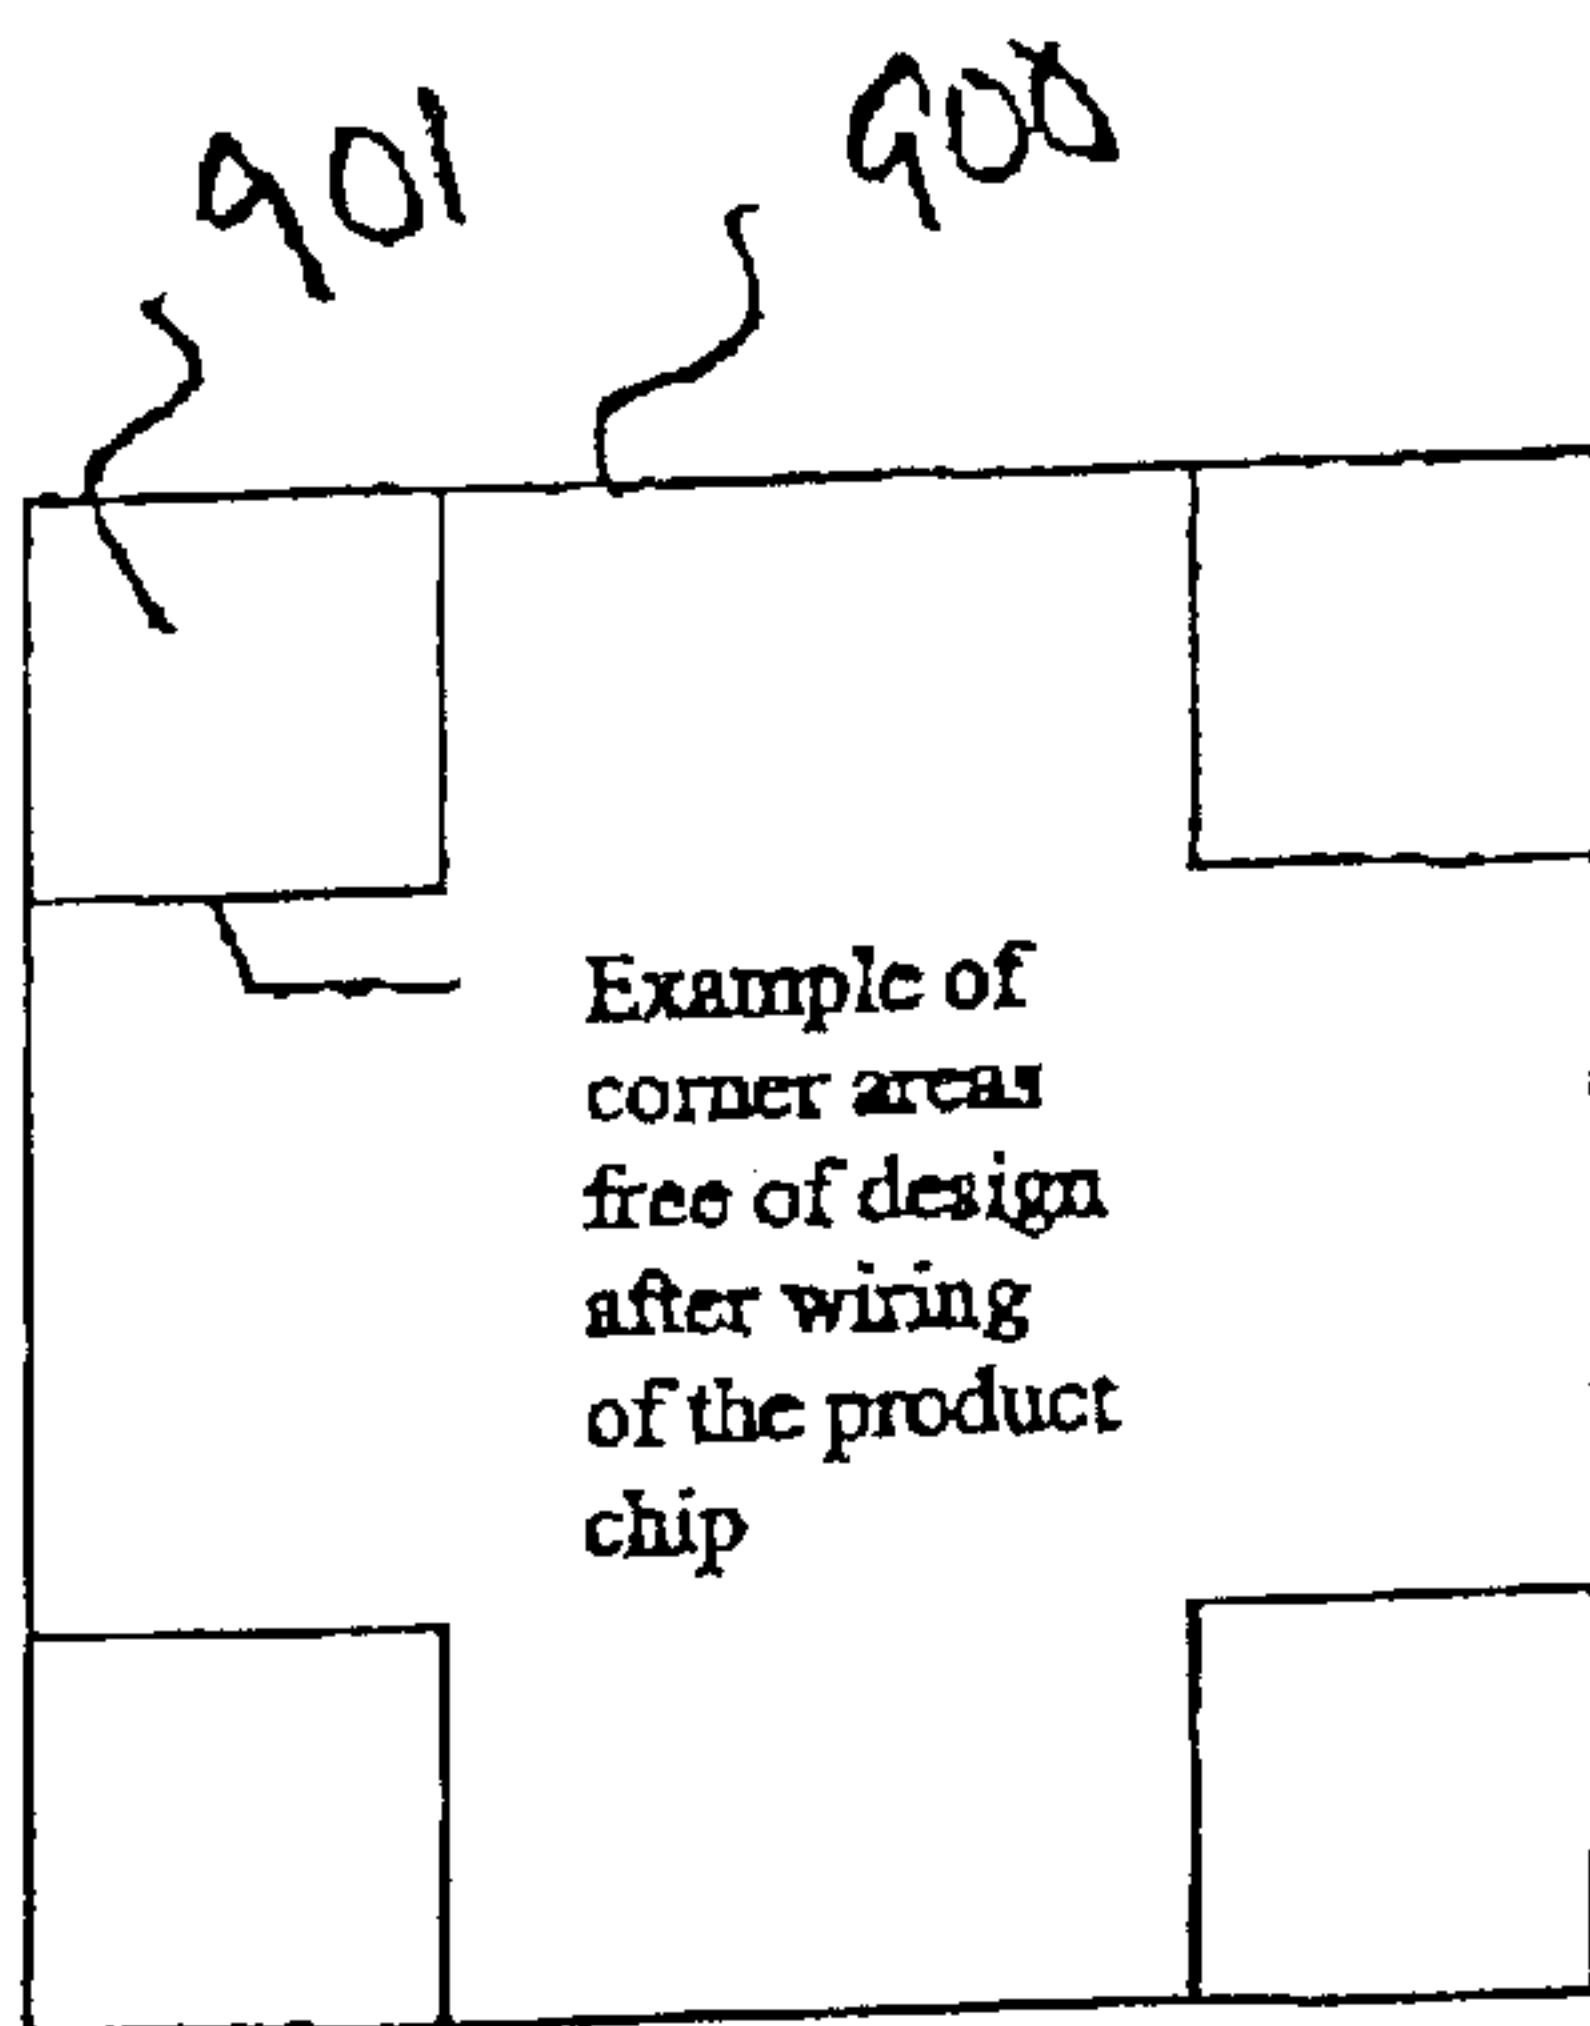 901
900
Example of
corner areas
free of design
after wiring
of the product
chip